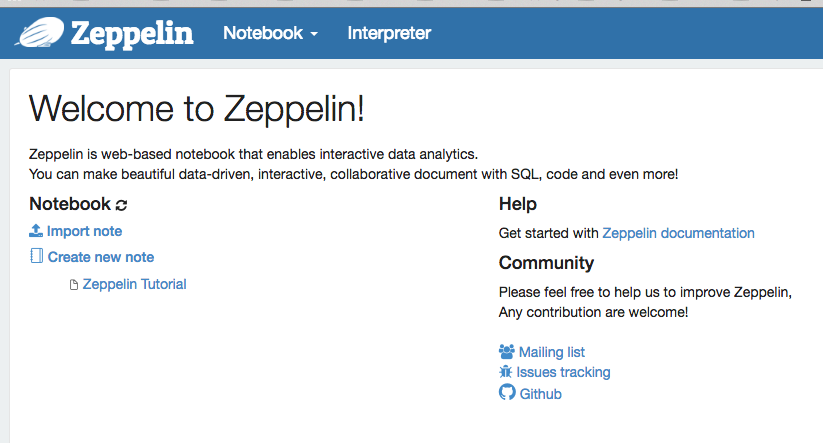 Zeppelin Notebook Interpreter
Welcome to Zeppelin!
Zeppelin is web-based notebook that enables interactive data analytics.
You can make beautiful data-driven, interactive, collaborative document with SQL, code and even more!
Notebook
Import note
Create new note
Zeppelin Tutorial
Help
Get started with Zeppelin documentation
Community
Please feel free to help us to improve Zeppelin,
Any contribution are welcome!
Mailing list
Issues tracking
Github